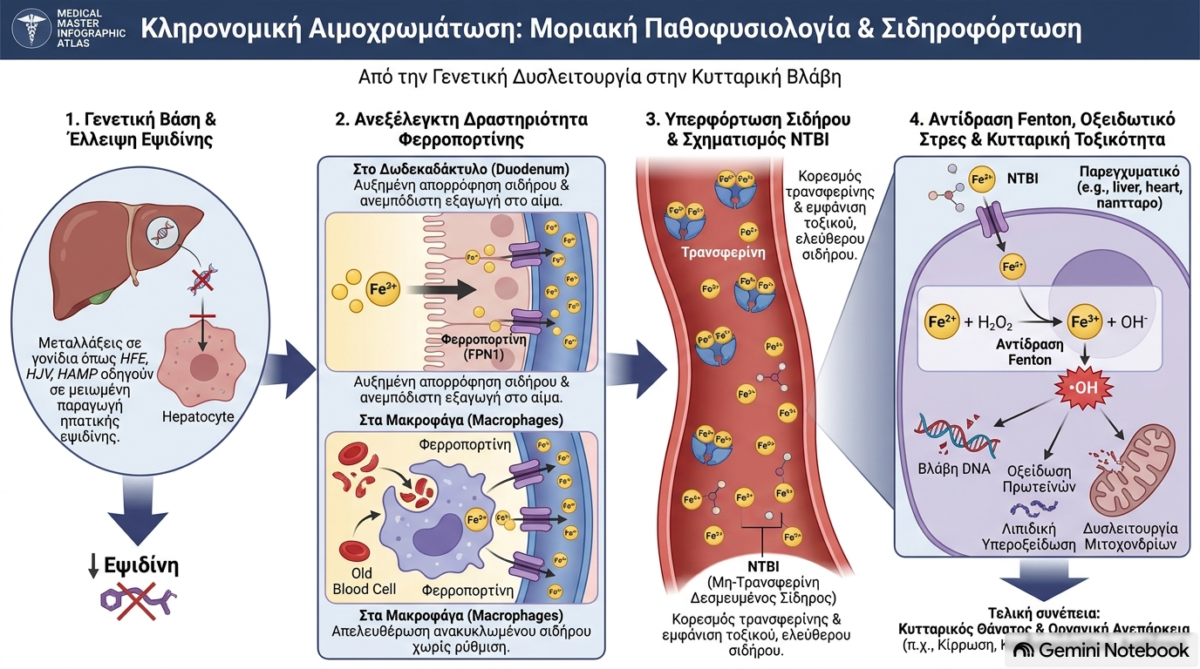 MEDICAL
MASTER
INFOGRAPHIC
ATLAS
Κληρονομική Αιμοχρωμάτωση: Μοριακή Παθοφυσιολογία & Σιδηροφόρτωση
Από την Γενετική Δυσλειτουργία στην Κυτταρική Βλάβη
1. Γενετική Βάση &
Έλλειψη Εψιδίνης
Μεταλλάξεις σε
γονίδια όπως HFE,
HJV, HAMP οδηγούν
σε μειωμένη
παραγωγή
ηπατικής
εψιδίνης.
Hepatocyte
↓ Εψιδίνη
2. Ανεξέλεγκτη Δραστηριότητα
Φερροπορτίνης
Στο Δωδεκαδάκτυλο (Duodenum)
Αυξημένη απορρόφηση σιδήρου &
ανεμπόδιστη εξαγωγή στο αίμα.
Fe²⁺
Φερροπορτίνη
(FPN1)
Αυξημένη απορρόφηση σιδήρου &
ανεμπόδιστη εξαγωγή στο αίμα.
Στα Μακροφάγα (Macrophages)
Φερροπορτίνη
Fe²⁺
Old
Blood Cell
Φερροπορτίνη
Στα Μακροφάγα (Macrophages)
Απελευθέρωση ανακυκλωμένου σιδήρου
χωρίς ρύθμιση.
3. Υπερφόρτωση Σιδήρου
& Σχηματισμός NTBI
Κορεσμός
τρανσφερίνης
& εμφάνιση
τοξικού,
ελεύθερου
σιδήρου.
Τρανσφερίνη
NTBI
(Μη-Τρανσφερίνη
Δεσμευμένος Σίδηρος)
Κορεσμός τρανσφερίνης &
εμφάνιση τοξικού, ελεύθερου
σιδήρου.
4. Αντίδραση Fenton, Οξειδωτικό
Στρες & Κυτταρική Τοξικότητα
Fe²⁺ NTBI
Παρεγχυματικό
(e.g., liver, heart,
παπτταρο)
Fe²⁺
Fe²⁺ + H₂O₂ Fe³⁺ + OH⁻
Αντίδραση
Fenton
•OH
Βλάβη DNA
Οξείδωση
Πρωτεϊνών
Λιπιδική
Υπεροξείδωση
Δυσλειτουργία
Μιτοχονδρίων
Τελική συνέπεια:
Κυτταρικός Θάνατος & Οργανική Ανεπάρκεια
(π.χ., Κίρρωση,
Gemini Notebook